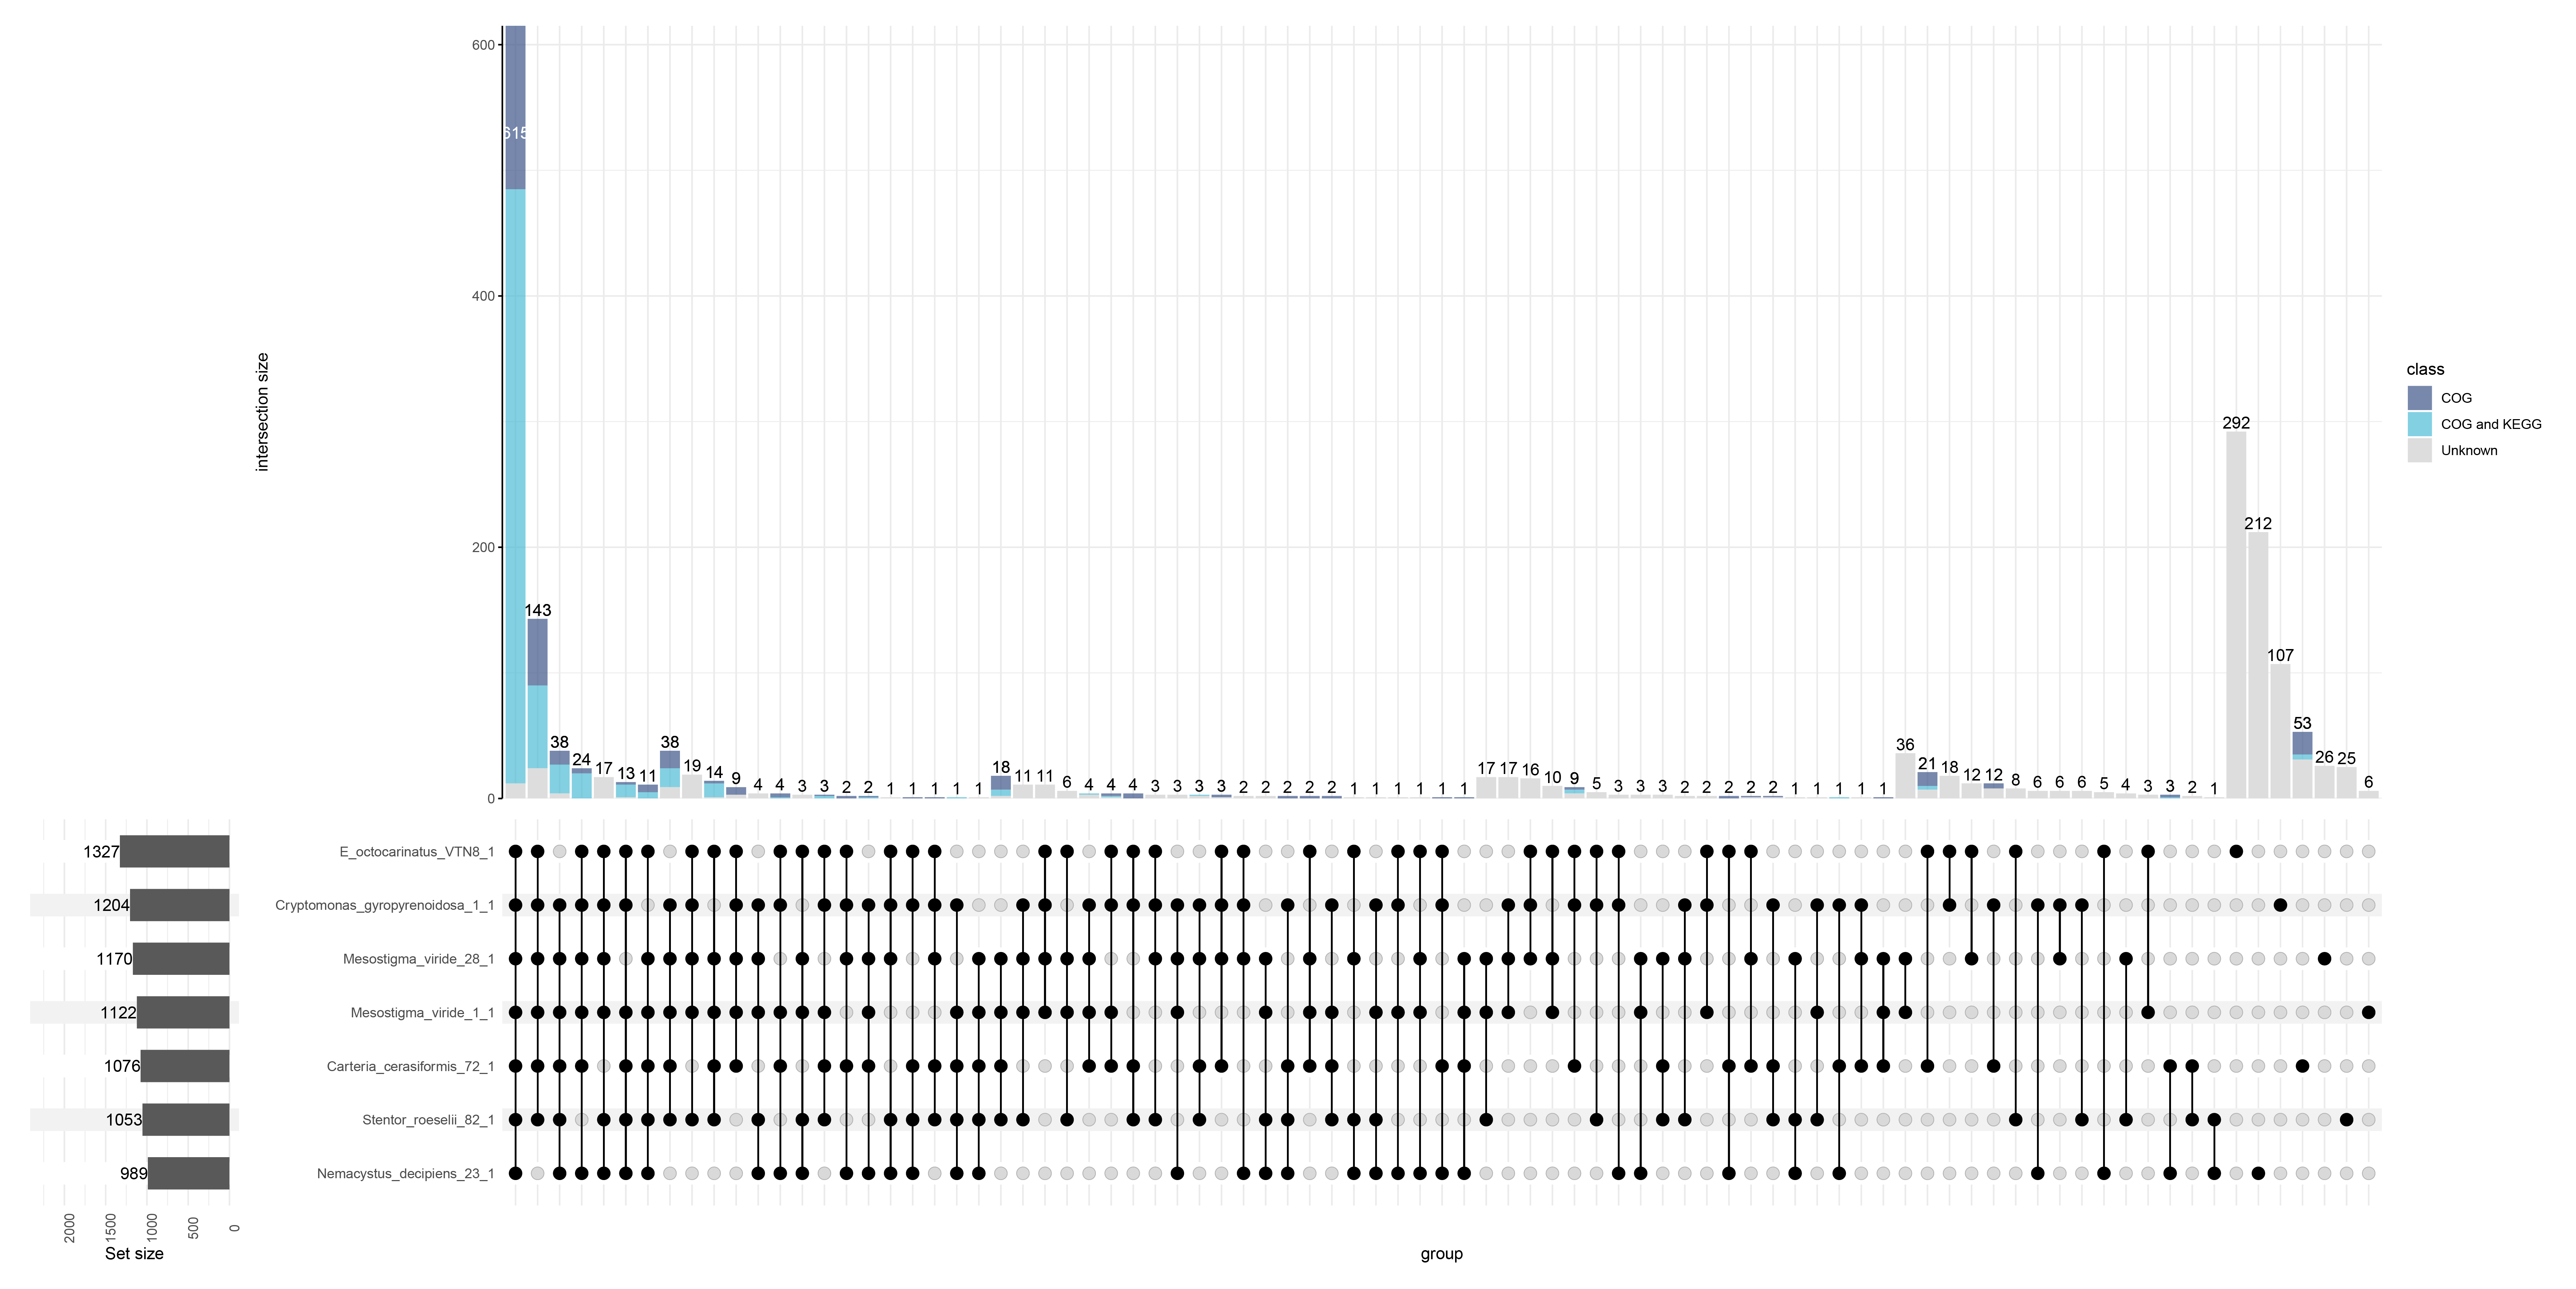 600
615
400
intersection size
class
COG
COG and KEGG
Unknown
292
212
200
143
107
38 24 17 13 11 38 19 14 9 4 4 3 3 2 2 1 1 1 1 1 18 11 11 6 4 4 4 3 3 3 3 2 2 2 2 2 1 1 1 1 1 1 17 17 16 10 9 5 3 3 3 2 2 2 2 2 1 1 1 1 1 36 21 18 12 12 8 6 6 6 5 4 3 3 2 1 53 26 25 6
0
1327 E_octocarinatus_VTN8_1
1204 Cryptomonas_gyropyrenoidosa_1_1
1170 Mesostigma_viride_28_1
1122 Mesostigma_viride_1_1
1076 Carteria_cerasiformis_72_1
1053 Stentor_roeselii_82_1
989 Nemacystus_decipiens_23_1
2000 1500 1000 500 0
Set size
group